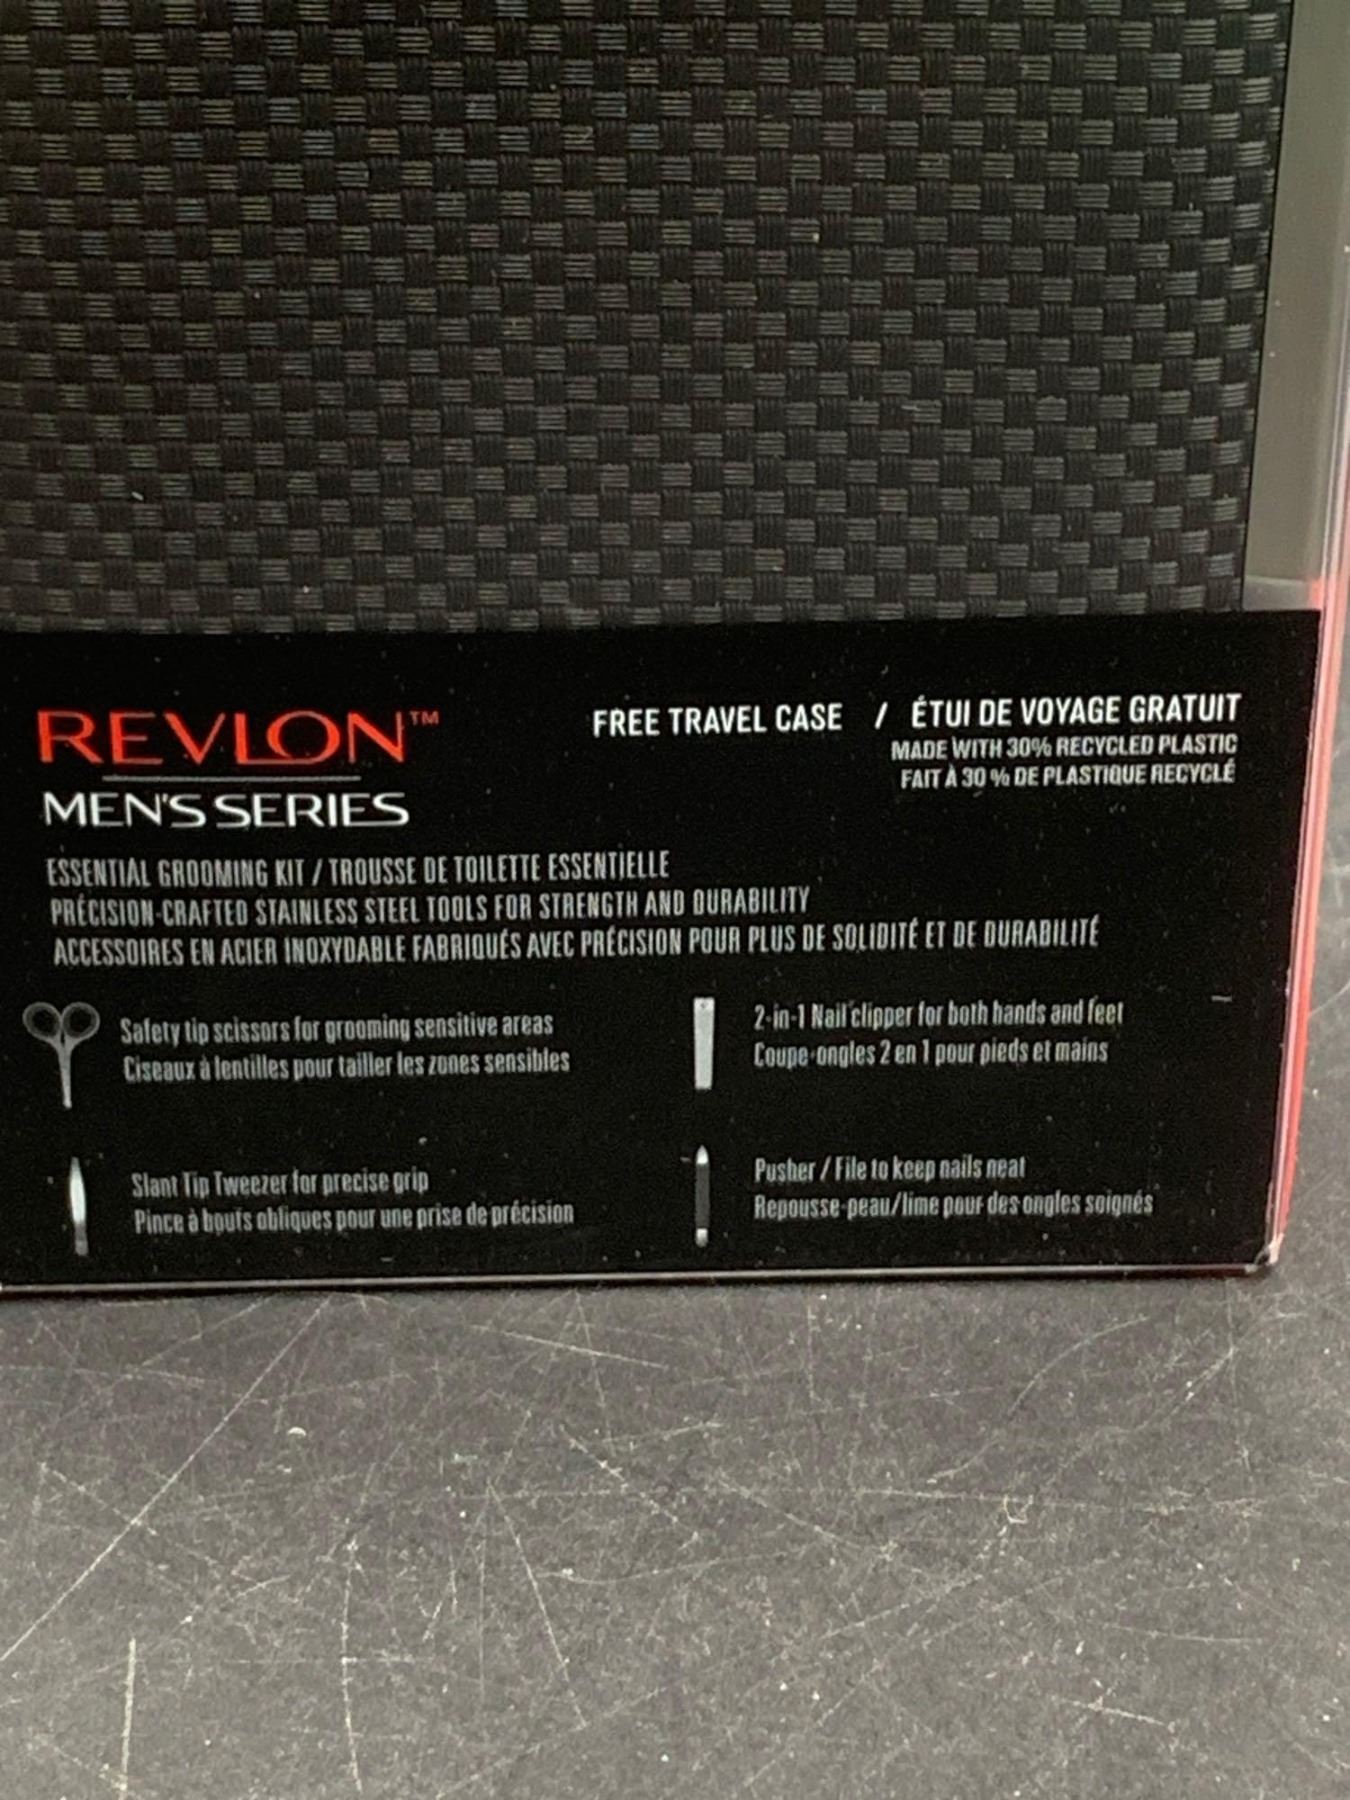 REVLON™
MEN'S SERIES
FREE TRAVEL CASE / ÉTUI DE VOYAGE GRATUIT
MADE WITH 30% RECYCLED PLASTIC
FAIT À 30 % DE PLASTIQUE RECYCLÉ
ESSENTIAL GROOMING KIT / TROUSSE DE TOILETTE ESSENTIELLE
PRECISION-CRAFTED STAINLESS STEEL TOOLS FOR STRENGTH AND DURABILITY
ACCESSOIRES EN ACIER INOXYDABLE FABRIQUÉS AVEC PRÉCISION POUR PLUS DE SOLIDITÉ ET DE DURABILITÉ
Safety tip scissors for grooming sensitive areas
Ciseaux à lentilles pour tailler les zones sensibles
2-in-1 Nail clipper for both hands and feet
Coupe-ongles 2 en 1 pour pieds et mains
Slant Tip Tweezer for precise grip
Pince à bouts obliques pour une prise de précision
Pusher / File to keep nails neat
Repousse-peau/lime pour des ongles soignés